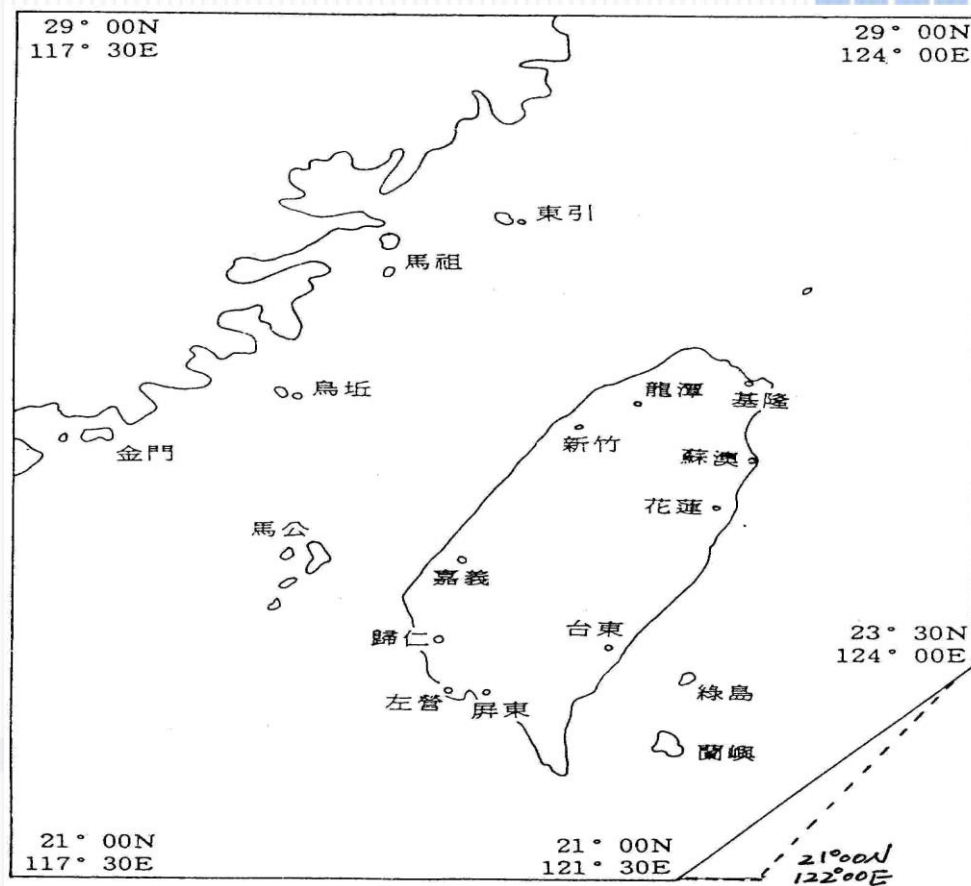 29° 00N
117° 30E
29° 00N
124° 00E
東引
馬祖
烏坵
金門
龍潭
基隆
新竹
蘇澳
花蓮
馬公
嘉義
台東
歸仁
23° 30N
124° 00E
綠島
左營
屏東
蘭嶼
21° 00N
117° 30E
21° 00N
121° 30E
21°00N
122°00E